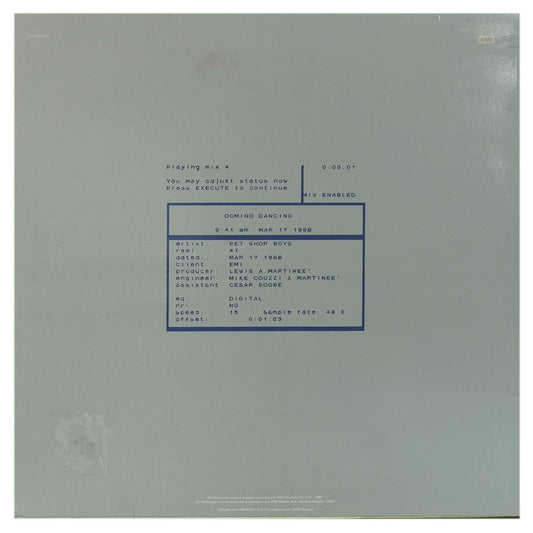 Playing mix *. 0:00.01
You may adjust status now.
Press EXECUTE to continue.
MIX ENABLED
DOMINO DANCING
9:41 am MAR 17 1988
artist: PET SHOP BOYS
reel: *1
dated: MAR 17 1988
client: EMI
producer: LEWIS A MARTINEE'
engineer: MIKE COUZZI & MARTINEE'
assistant: CESAR SOGBE
eq: DIGITAL
nr: NO
speed: 15 sample rate: 48 K
offset: 0:01.03